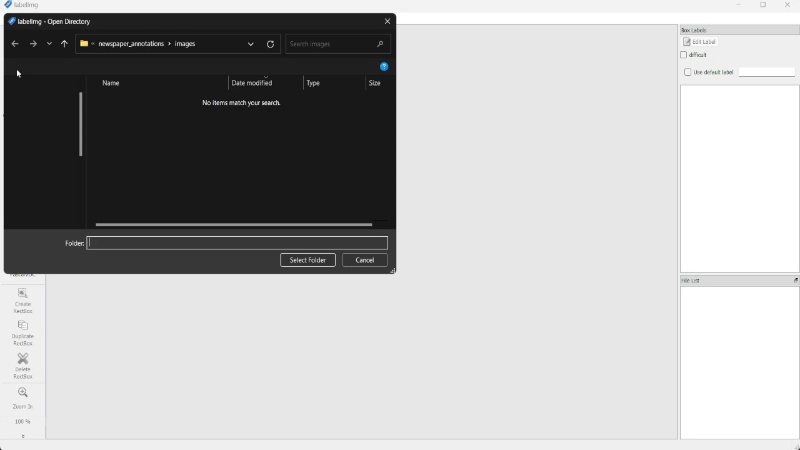 labelImg
labelImg - Open Directory
« newspaper_annotations › images
Search images
?
Name
Date modified
Type
Size
No items match your search.
Folder:
Select Folder
Cancel
Create
RectBox
Duplicate
RectBox
Delete
RectBox
Zoom In
100 %
Box Labels
Edit Label
difficult
Use default label
File List